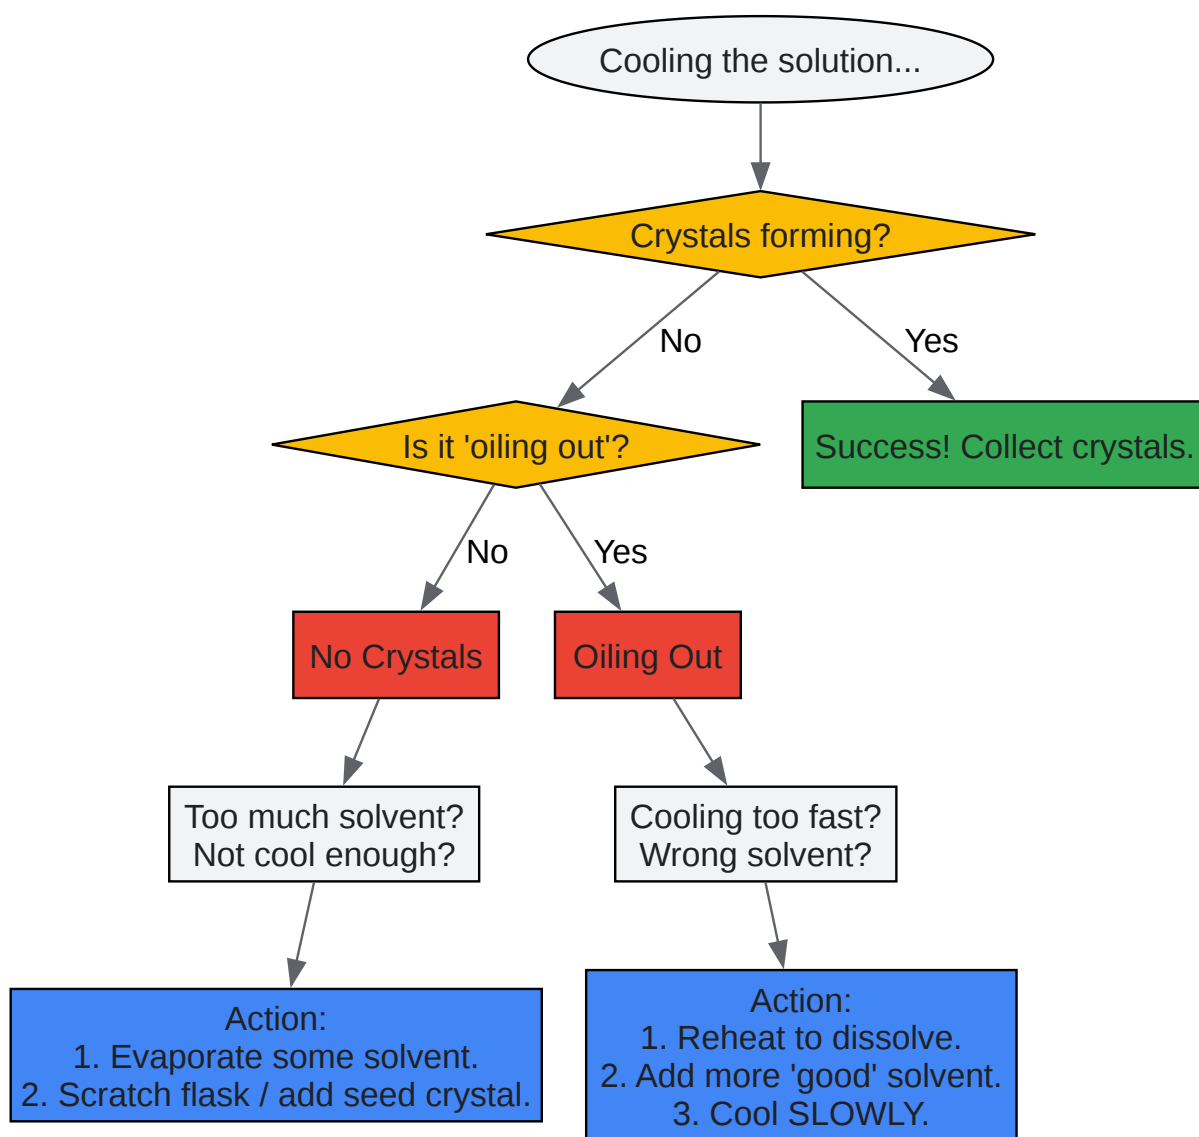 Cooling the solution...
Crystals forming?
No
Yes
Is it 'oiling out'?
Success! Collect crystals.
No
Yes
No Crystals
Oiling Out
Too much solvent?
Not cool enough?
Cooling too fast?
Wrong solvent?
Action:
1. Evaporate some solvent.
2. Scratch flask / add seed crystal.
Action:
1. Reheat to dissolve.
2. Add more 'good' solvent.
3. Cool SLOWLY.